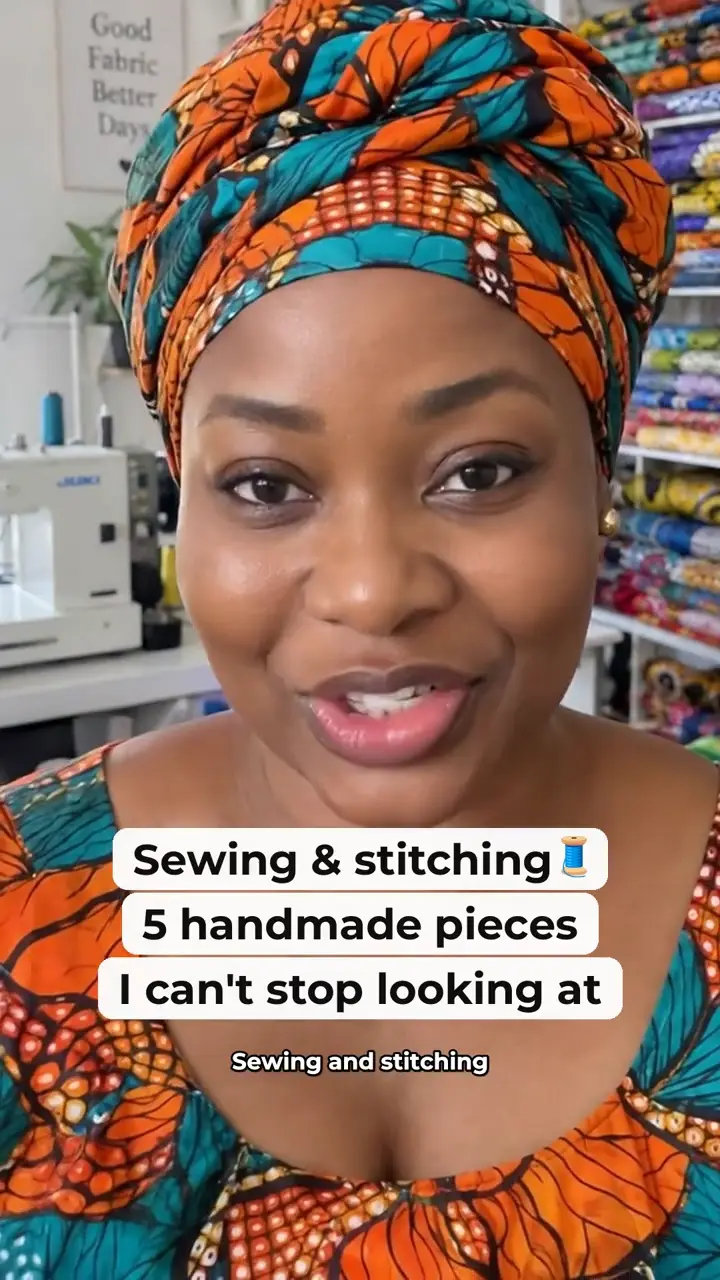 Good
Fabric
Better
Days
JUKI
Sewing & stitching🧵
5 handmade pieces
I can't stop looking at
Sewing and stitching